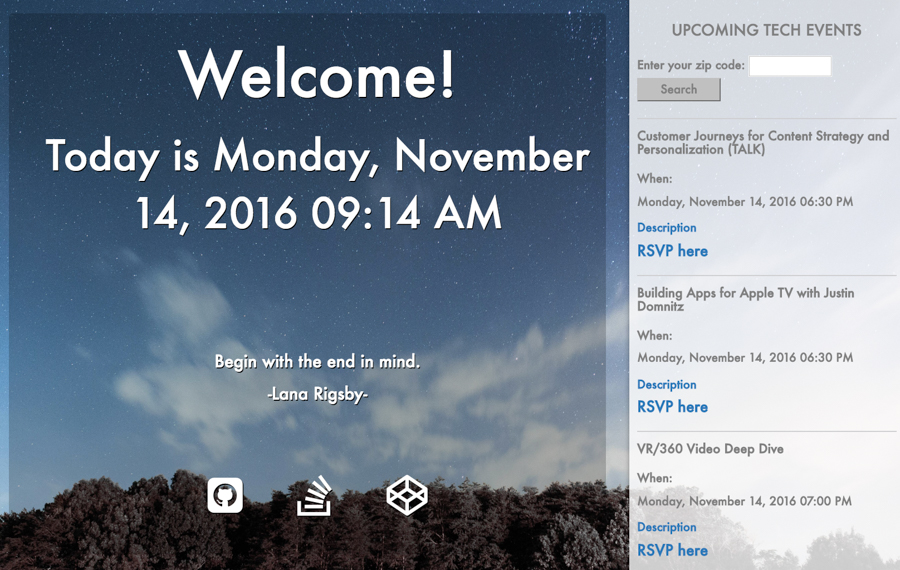 Welcome!
Today is Monday, November
14, 2016 09:14 AM
Begin with the end in mind.
-Lana Rigsby-
UPCOMING TECH EVENTS
Enter your zip code:
Search
Customer Journeys for Content Strategy and
Personalization (TALK)
When:
Monday, November 14, 2016 06:30 PM
Description
RSVP here
Building Apps for Apple TV with Justin
Domnitz
When:
Monday, November 14, 2016 06:30 PM
Description
RSVP here
VR/360 Video Deep Dive
When:
Monday, November 14, 2016 07:00 PM
Description
RSVP here